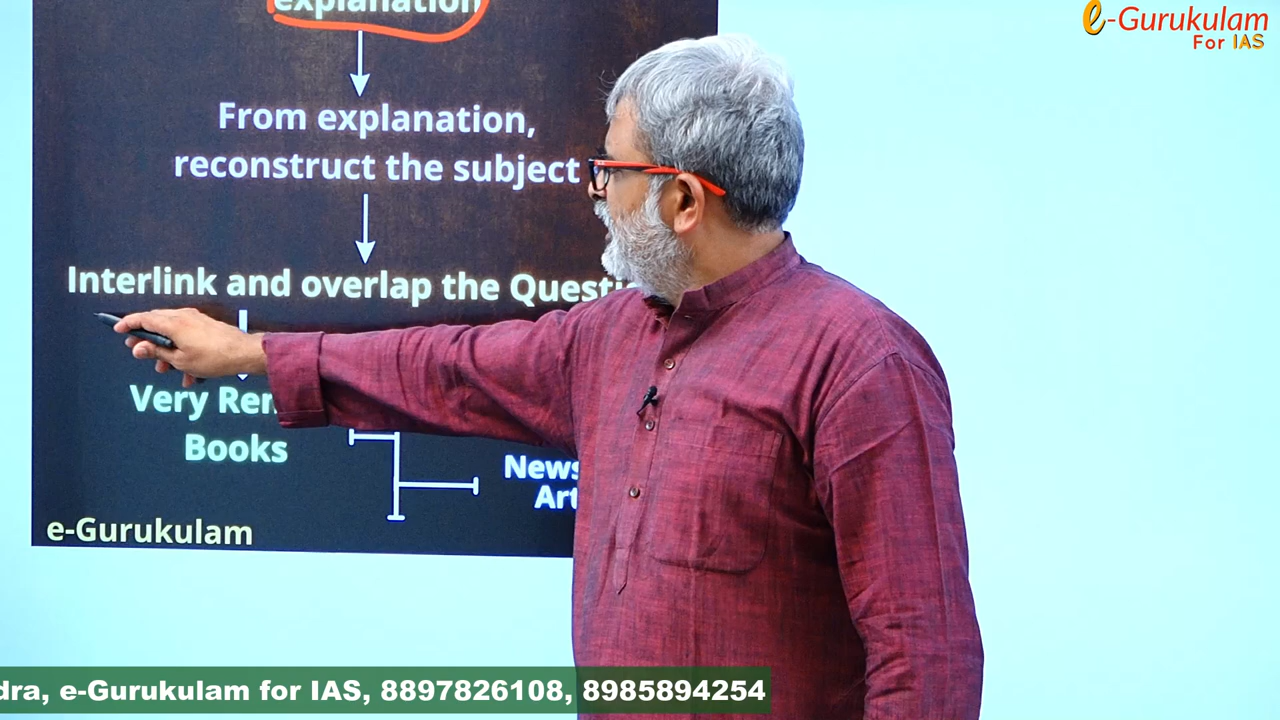 explanation
From explanation,
reconstruct the subject
Interlink and overlap the
Very
Books
e-Gurukulam
e-Gurukulam
For IAS
e-Gurukulam for IAS, 8897826108, 8985894254